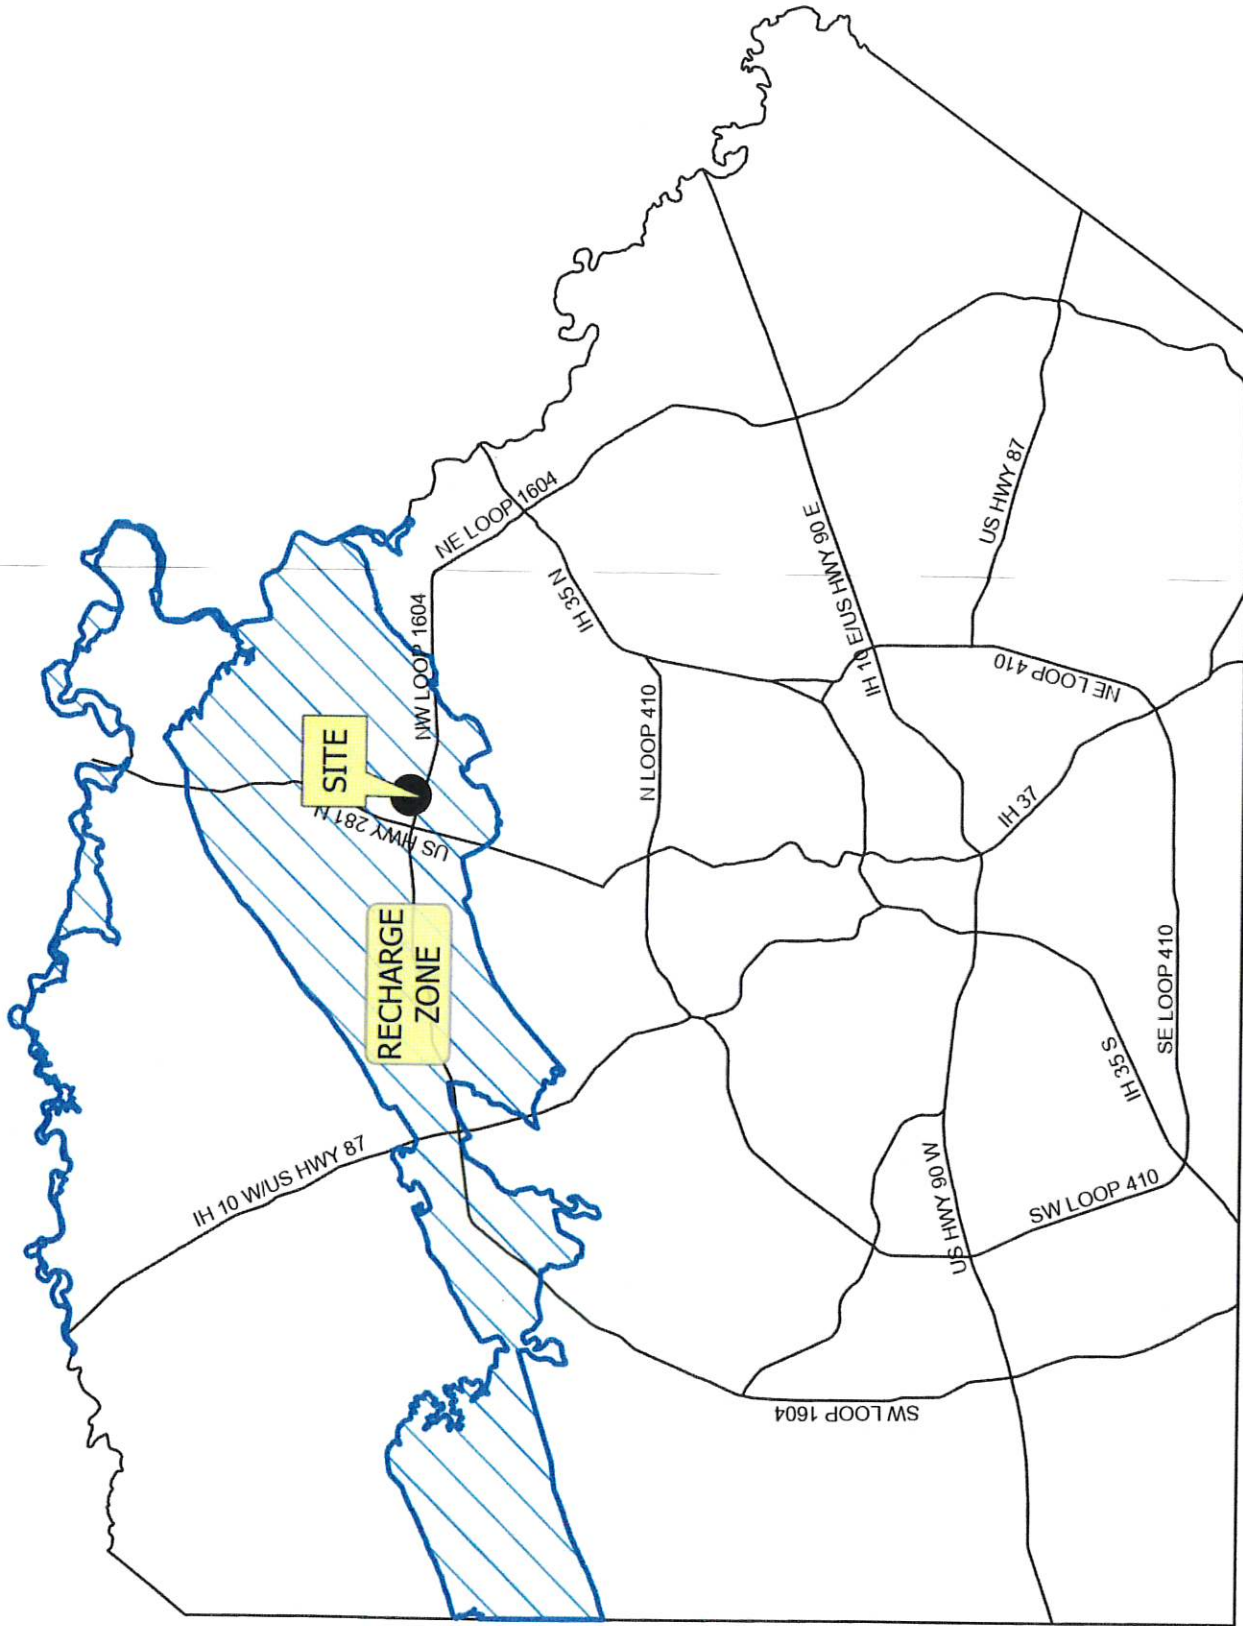 SITE
RECHARGE
ZONE
US HWY 281 N
NW LOOP 1604
NE LOOP 1604
IH 35 N
N LOOP 410
IH 10 E/US HWY 90 E
US HWY 87
NE LOOP 410
IH 37
IH 10 W/US HWY 87
SE LOOP 410
IH 35 S
SW LOOP 410
US HWY 90 W
SW LOOP 1604